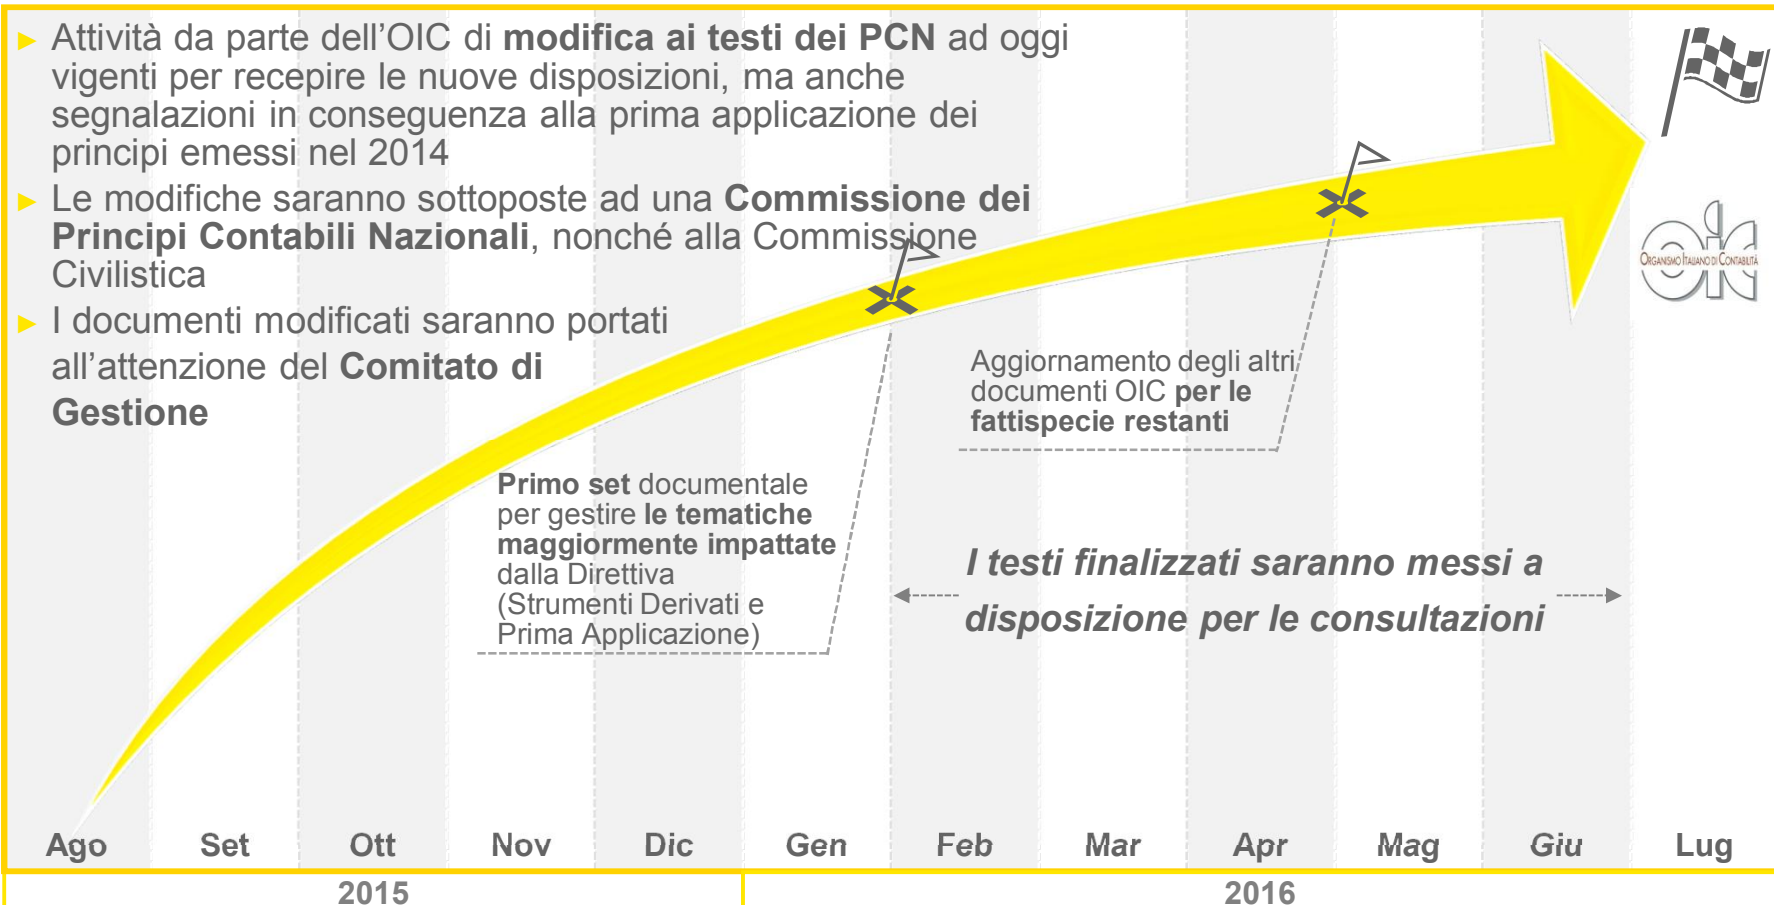 ► Attività da parte dell’OIC di modifica ai testi dei PCN ad oggi
vigenti per recepire le nuove disposizioni, ma anche
segnalazioni in conseguenza alla prima applicazione dei
principi emessi nel 2014
► Le modifiche saranno sottoposte ad una Commissione dei
Principi Contabili Nazionali, nonché alla Commissione
Civilistica
► I documenti modificati saranno portati
all’attenzione del Comitato di
Gestione
oic
Organismo Italiano di Contabilità
Aggiornamento degli altri
documenti OIC per le
fattispecie restanti
Primo set documentale
per gestire le tematiche
maggiormente impattate
dalla Direttiva
(Strumenti Derivati e
Prima Applicazione)
I testi finalizzati saranno messi a
disposizione per le consultazioni
Ago Set Ott Nov Dic Gen Feb Mar Apr Mag Giu Lug
2015 2016